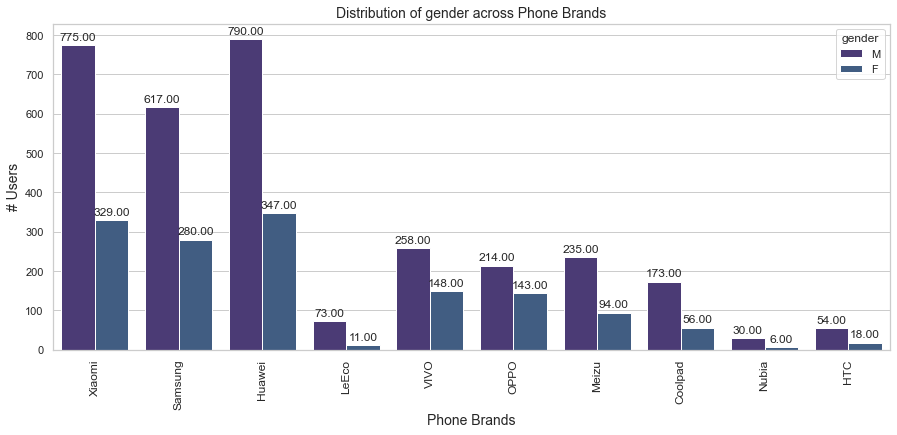 Distribution of gender across Phone Brands
gender
M
F
# Users
800
700
600
500
400
300
200
100
0
775.00
329.00
617.00
280.00
790.00
347.00
73.00
11.00
258.00
148.00
214.00
143.00
235.00
94.00
173.00
56.00
30.00
6.00
54.00
18.00
Xiaomi
Samsung
Huawei
LeEco
VIVO
OPPO
Meizu
Coolpad
Nubia
HTC
Phone Brands